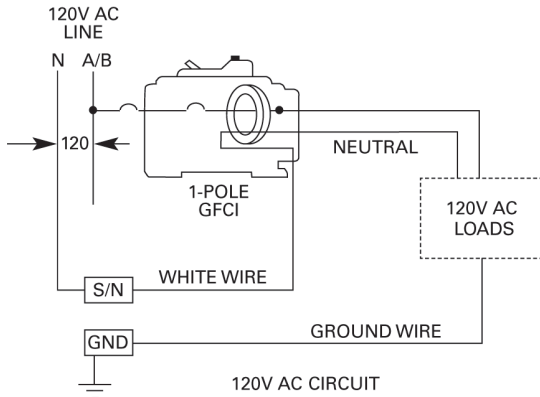 120V AC
LINE
N A/B
120
NEUTRAL
1-POLE
GFCI
120V AC
LOADS
WHITE WIRE
S/N
GROUND WIRE
GND
120V AC CIRCUIT